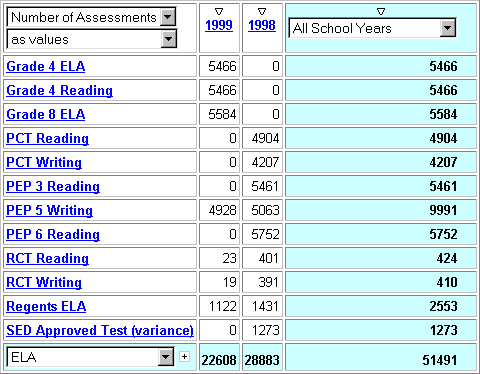 Number of Assessments 1999 1998 All School Years
as values
Grade 4 ELA 5466 0 5466
Grade 4 Reading 5466 0 5466
Grade 8 ELA 5584 0 5584
PCT Reading 0 4904 4904
PCT Writing 0 4207 4207
PEP 3 Reading 0 5461 5461
PEP 5 Writing 4928 5063 9991
PEP 6 Reading 0 5752 5752
RCT Reading 23 401 424
RCT Writing 19 391 410
Regents ELA 1122 1431 2553
SED Approved Test (variance) 0 1273 1273
ELA 22608 28883 51491